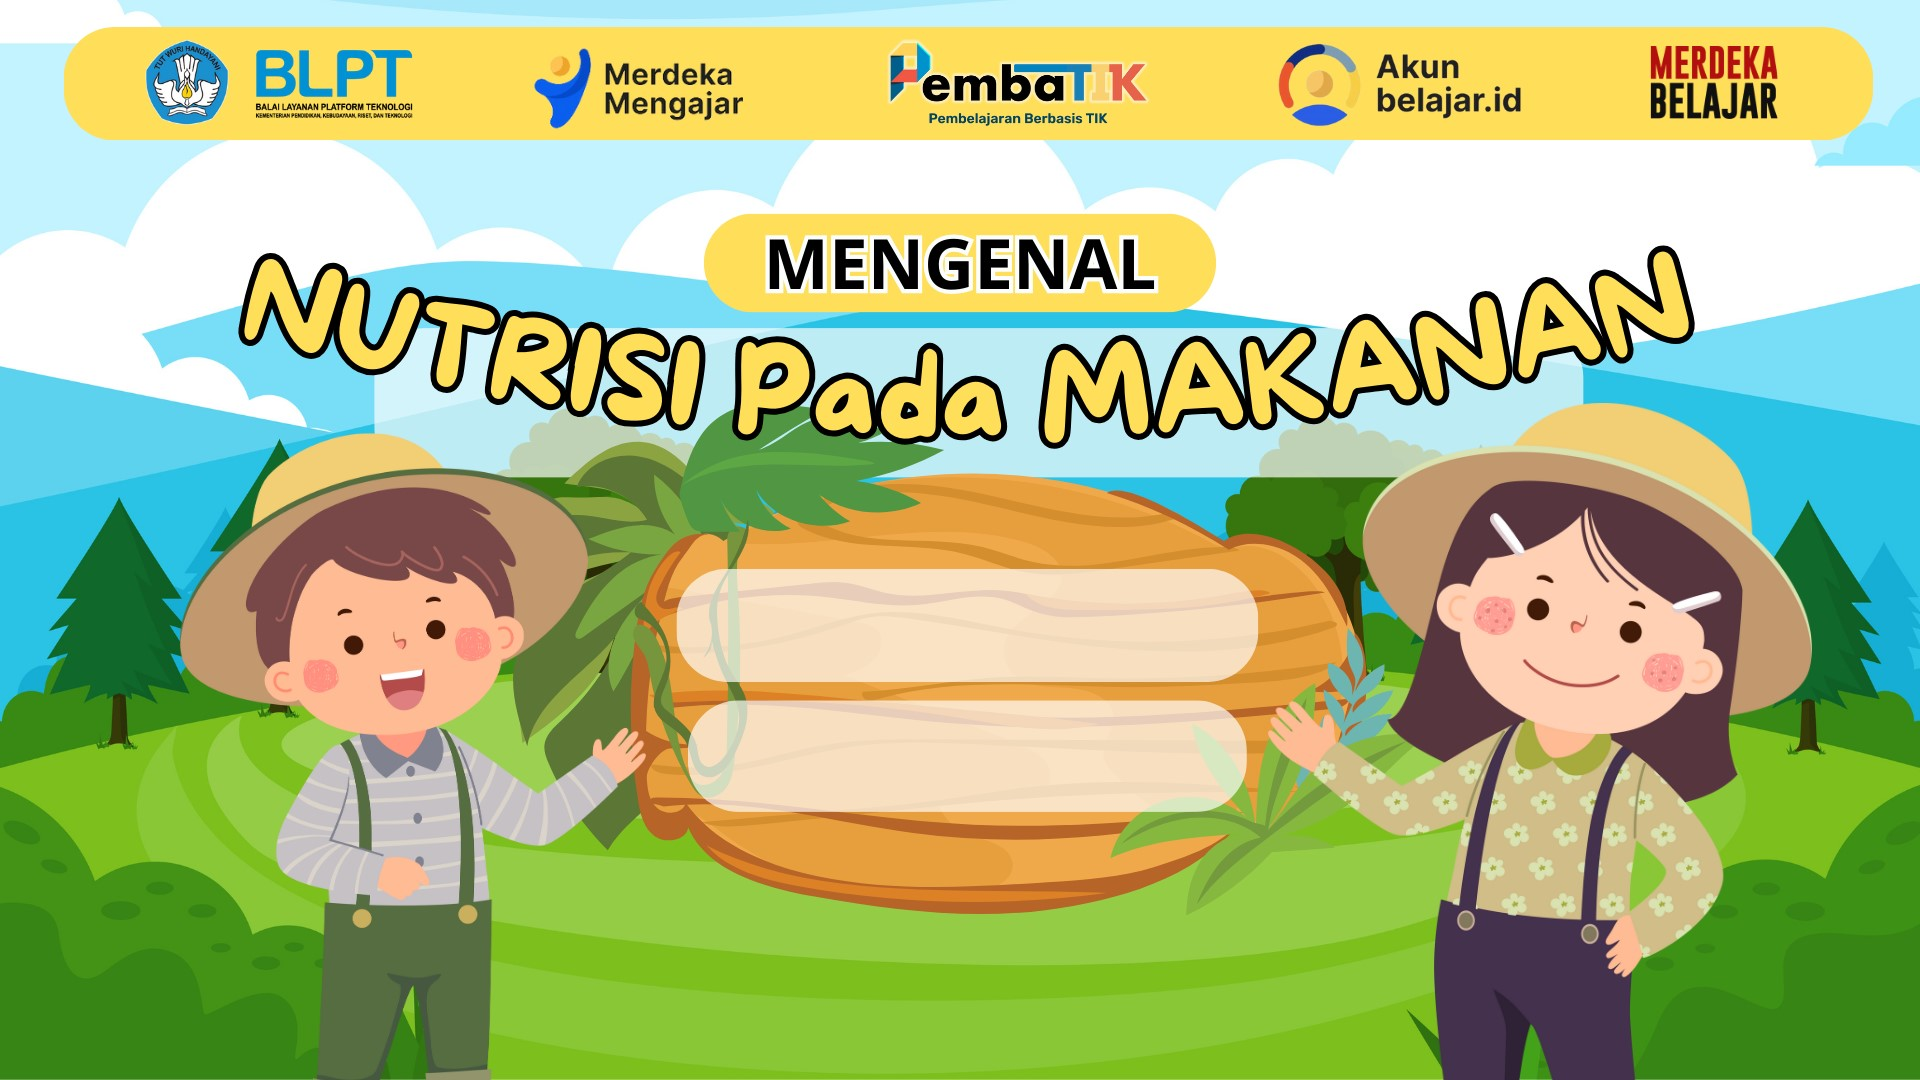 TUT WURI HANDAYANI
BLPT
BALAI LAYANAN PLATFORM TEKNOLOGI
KEMENTERIAN PENDIDIKAN, KEBUDAYAAN, RISET, DAN TEKNOLOGI
Merdeka
Mengajar
PembaTIK
Pembelajaran Berbasis TIK
Akun
belajar.id
MERDEKA
BELAJAR
MENGENAL
NUTRISI Pada MAKANAN